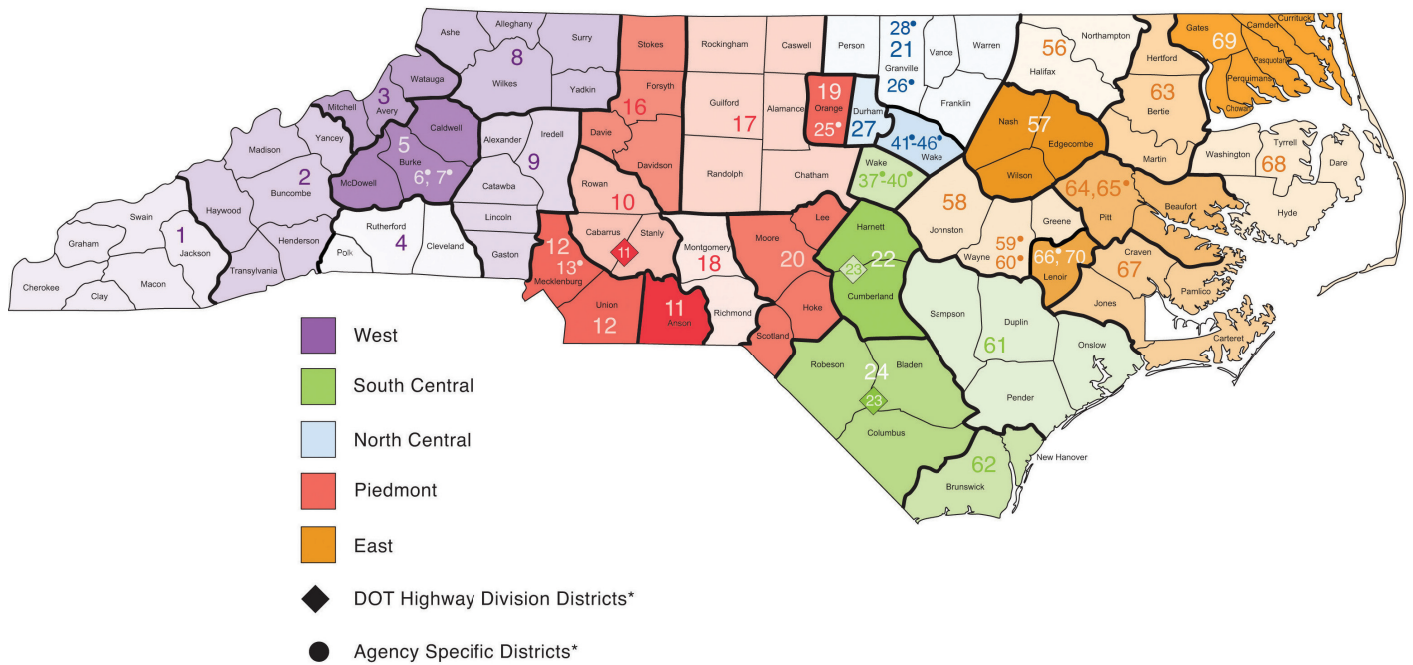 Ashe
Alleghany
Surry
8
Wilkes
Yadkin
Watauga
3
Avery
Mitchell
Yancey
Madison
2
Buncombe
Haywood
Henderson
Transylvania
Swain
Graham
1
Jackson
Macon
Cherokee
Clay
5
Caldwell
Burke
6, 7
McDowell
Rutherford
Polk
4
Cleveland
Alexander
Iredell
9
Catawba
Lincoln
Gaston
Stokes
Forsyth
16
Davie
Davidson
Rowan
10
Cabarrus
Stanly
11
12
13
Mecklenburg
Union
12
11
Anson
Rockingham
Caswell
Guilford
Alamance
17
Randolph
Chatham
Montgomery
18
Richmond
Moore
Lee
20
Hoke
Scotland
19
Orange
25
Durham
27
Person
28
21
Granville
26
Vance
Warren
Franklin
41-46
Wake
Wake
37-40
Harnett
22
23
Cumberland
Robeson
24
Bladen
23
Columbus
62
Brunswick
New Hanover
Sampson
Duplin
61
Onslow
Pender
58
Johnston
Wayne
59
60
Greene
66, 70
Lenoir
56
Northampton
Halifax
Nash
57
Edgecombe
Wilson
Hertford
63
Bertie
Martin
64,65
Pitt
Beaufort
Craven
67
Jones
Pamlico
Carteret
Gates
69
Camden
Currituck
Pasquotank
Perquimans
Chowan
Washington
Tyrrell
68
Dare
Hyde
West
South Central
North Central
Piedmont
East
DOT Highway Division Districts*
Agency Specific Districts*